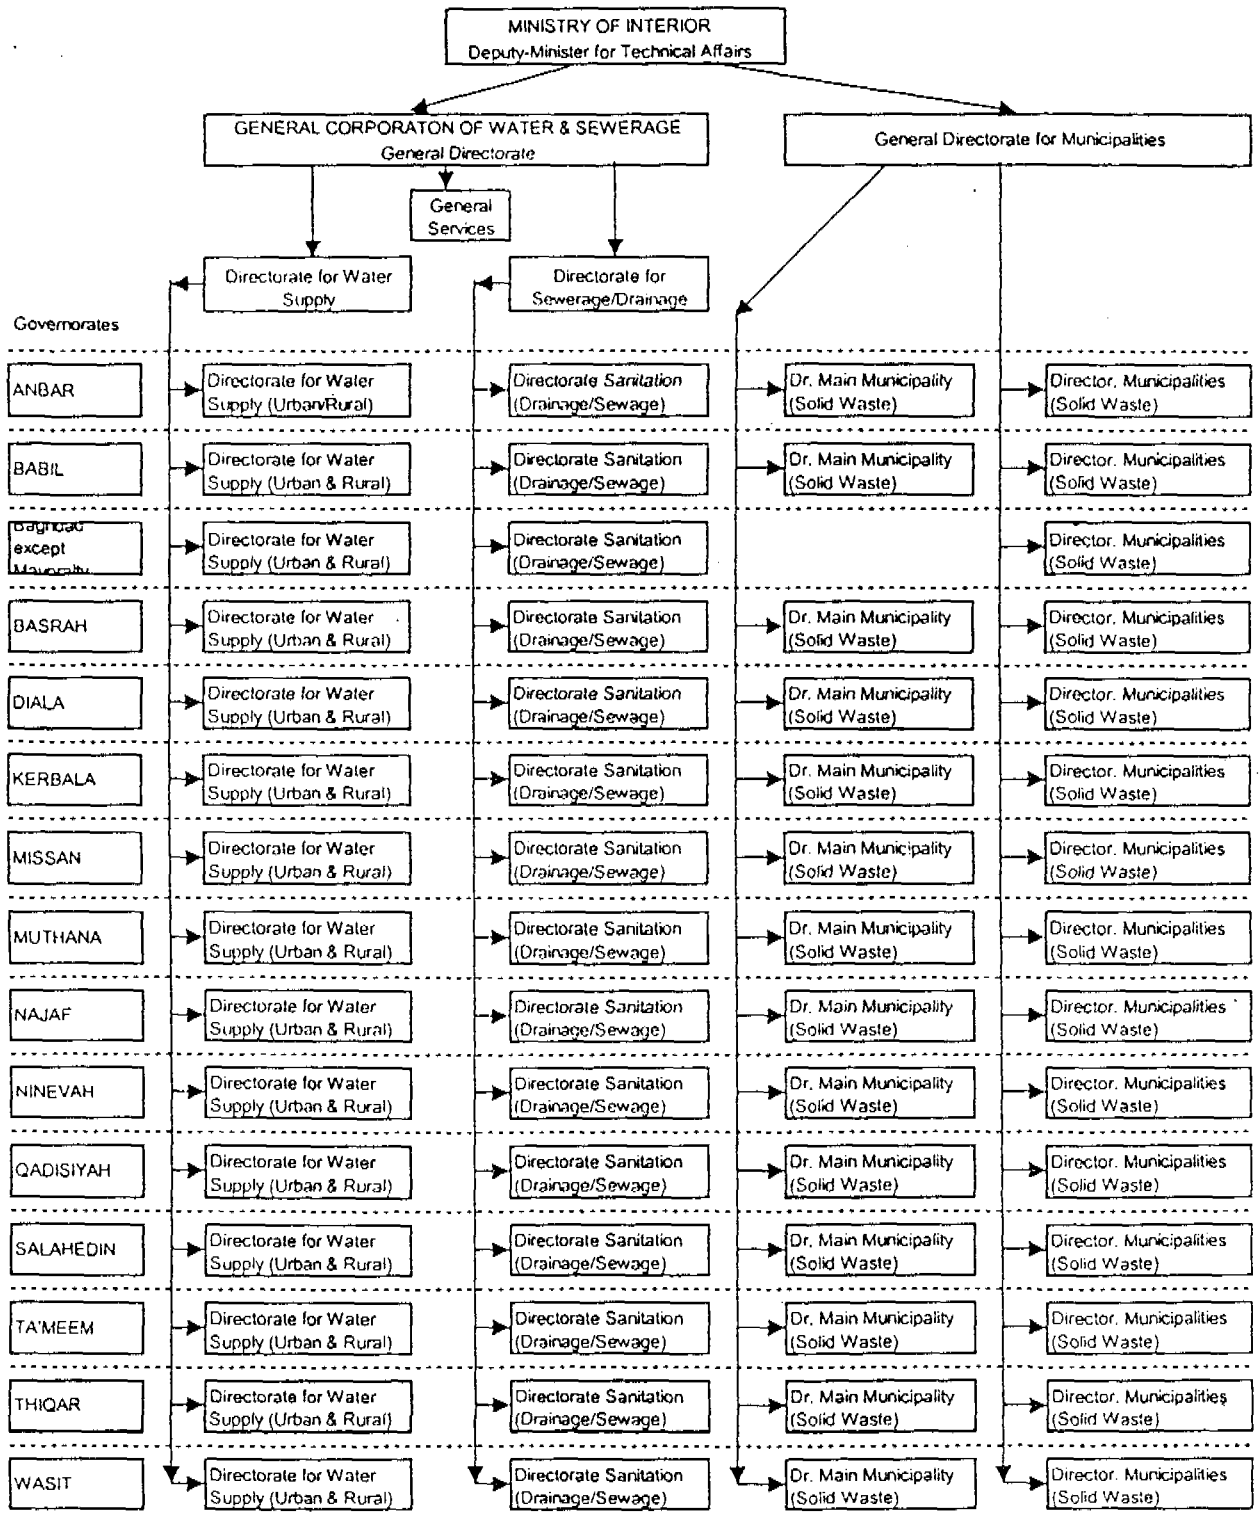 MINISTRY OF INTERIOR
Deputy-Minister for Technical Affairs
GENERAL CORPORATON OF WATER & SEWERAGE
General Directorate
General Directorate for Municipalities
General
Services
Directorate for Water
Supply
Directorate for
Sewerage/Drainage
Governorates
ANBAR
Directorate for Water
Supply (Urban/Rural)
Directorate Sanitation
(Drainage/Sewage)
Dr. Main Municipality
(Solid Waste)
Director. Municipalities
(Solid Waste)
BABIL
Directorate for Water
Supply (Urban & Rural)
Directorate Sanitation
(Drainage/Sewage)
Dr. Main Municipality
(Solid Waste)
Director. Municipalities
(Solid Waste)
Baghdad
except
Mayoralty
Directorate for Water
Supply (Urban & Rural)
Directorate Sanitation
(Drainage/Sewage)
Director. Municipalities
(Solid Waste)
BASRAH
Directorate for Water
Supply (Urban & Rural)
Directorate Sanitation
(Drainage/Sewage)
Dr. Main Municipality
(Solid Waste)
Director. Municipalities
(Solid Waste)
DIALA
Directorate for Water
Supply (Urban & Rural)
Directorate Sanitation
(Drainage/Sewage)
Dr. Main Municipality
(Solid Waste)
Director. Municipalities
(Solid Waste)
KERBALA
Directorate for Water
Supply (Urban & Rural)
Directorate Sanitation
(Drainage/Sewage)
Dr. Main Municipality
(Solid Waste)
Director. Municipalities
(Solid Waste)
MISSAN
Directorate for Water
Supply (Urban & Rural)
Directorate Sanitation
(Drainage/Sewage)
Dr. Main Municipality
(Solid Waste)
Director. Municipalities
(Solid Waste)
MUTHANA
Directorate for Water
Supply (Urban & Rural)
Directorate Sanitation
(Drainage/Sewage)
Dr. Main Municipality
(Solid Waste)
Director. Municipalities
(Solid Waste)
NAJAF
Directorate for Water
Supply (Urban & Rural)
Directorate Sanitation
(Drainage/Sewage)
Dr. Main Municipality
(Solid Waste)
Director. Municipalities
(Solid Waste)
NINEVAH
Directorate for Water
Supply (Urban & Rural)
Directorate Sanitation
(Drainage/Sewage)
Dr. Main Municipality
(Solid Waste)
Director. Municipalities
(Solid Waste)
QADISIYAH
Directorate for Water
Supply (Urban & Rural)
Directorate Sanitation
(Drainage/Sewage)
Dr. Main Municipality
(Solid Waste)
Director. Municipalities
(Solid Waste)
SALAHEDIN
Directorate for Water
Supply (Urban & Rural)
Directorate Sanitation
(Drainage/Sewage)
Dr. Main Municipality
(Solid Waste)
Director. Municipalities
(Solid Waste)
TA'MEEM
Directorate for Water
Supply (Urban & Rural)
Directorate Sanitation
(Drainage/Sewage)
Dr. Main Municipality
(Solid Waste)
Director. Municipalities
(Solid Waste)
THIQAR
Directorate for Water
Supply (Urban & Rural)
Directorate Sanitation
(Drainage/Sewage)
Dr. Main Municipality
(Solid Waste)
Director. Municipalities
(Solid Waste)
WASIT
Directorate for Water
Supply (Urban & Rural)
Directorate Sanitation
(Drainage/Sewage)
Dr. Main Municipality
(Solid Waste)
Director. Municipalities
(Solid Waste)